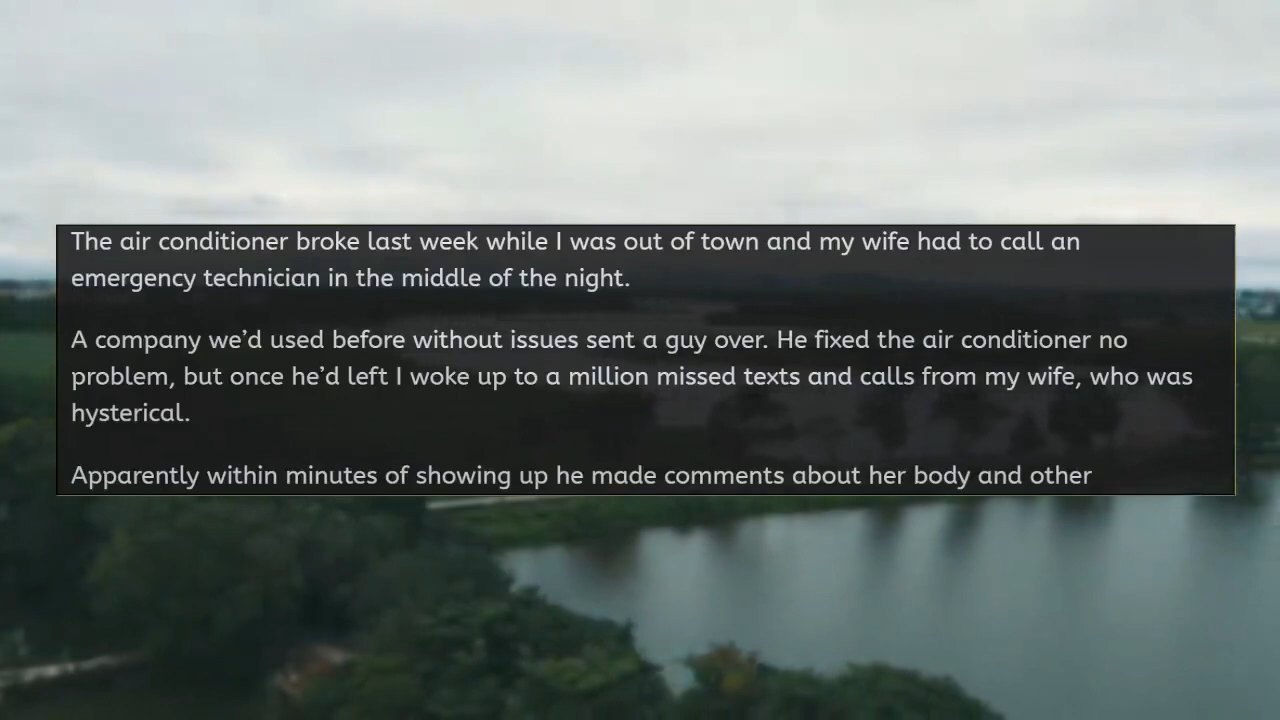 The air conditioner broke last week while I was out of town and my wife had to call an
emergency technician in the middle of the night.
A company we’d used before without issues sent a guy over. He fixed the air conditioner no
problem, but once he’d left I woke up to a million missed texts and calls from my wife, who was
hysterical.
Apparently within minutes of showing up he made comments about her body and other